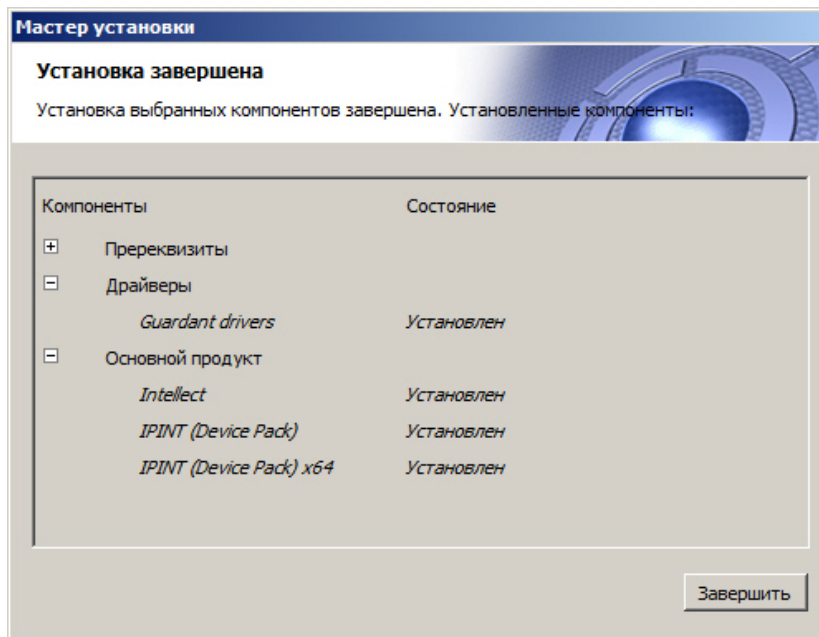 Мастер установки
Установка завершена
Установка выбранных компонентов завершена. Установленные компоненты:
Компоненты Состояние
Пререквизиты
Драйверы
Guardant drivers Установлен
Основной продукт
Intellect Установлен
IPINT (Device Pack) Установлен
IPINT (Device Pack) x64 Установлен
Завершить